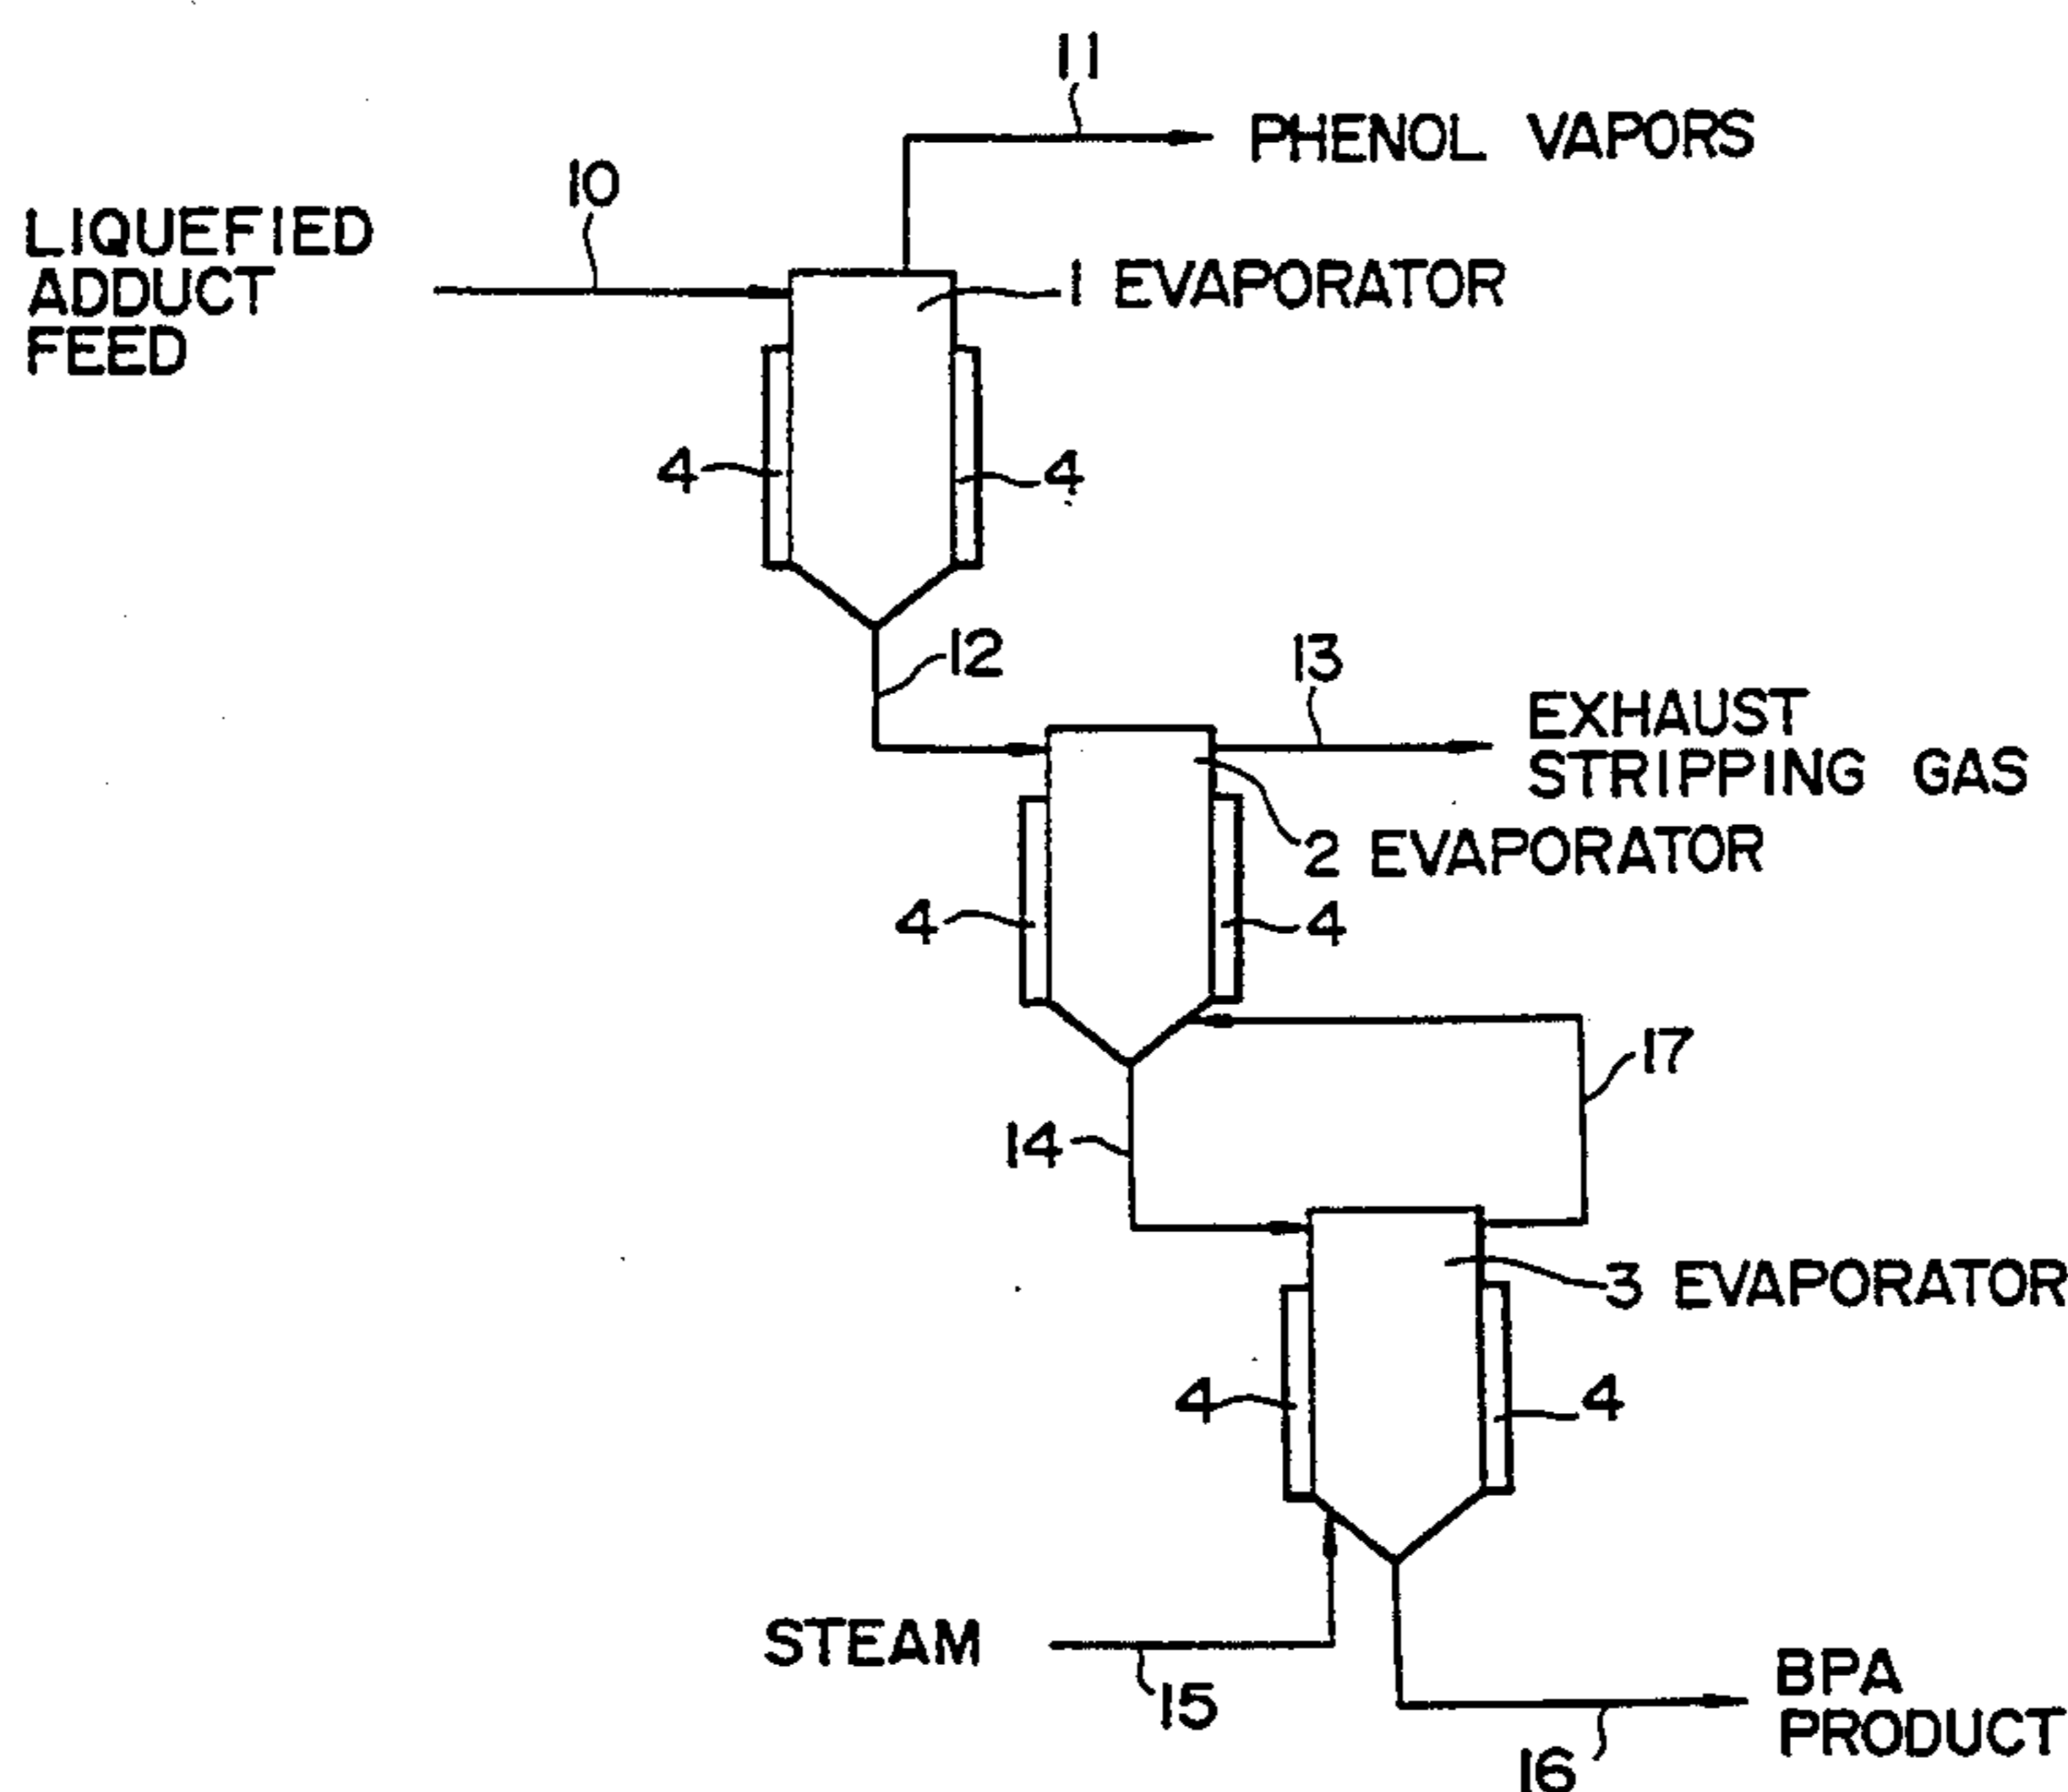 11
PHENOL VAPORS
10
LIQUEFIED
ADDUCT
FEED
1 EVAPORATOR
4
4
12
13
EXHAUST
STRIPPING GAS
2 EVAPORATOR
4
4
17
14
3 EVAPORATOR
4
4
STEAM
15
BPA
PRODUCT
16